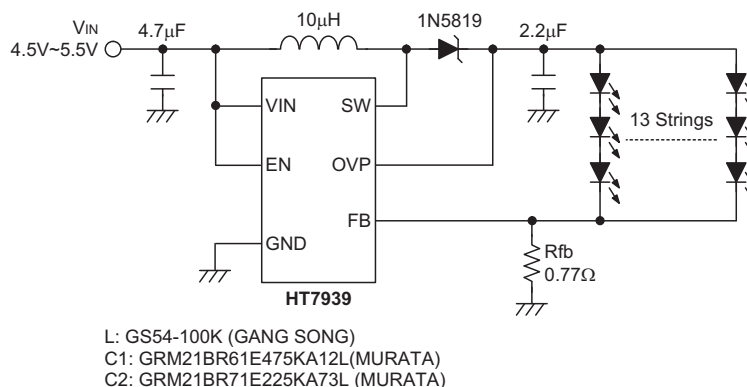 VIN
4.5V~5.5V
4.7µF
10µH
1N5819
2.2µF
VIN
SW
13 Strings
EN
OVP
FB
GND
Rfb
0.77Ω
HT7939
L: GS54-100K (GANG SONG)
C1: GRM21BR61E475KA12L(MURATA)
C2: GRM21BR71E225KA73L (MURATA)